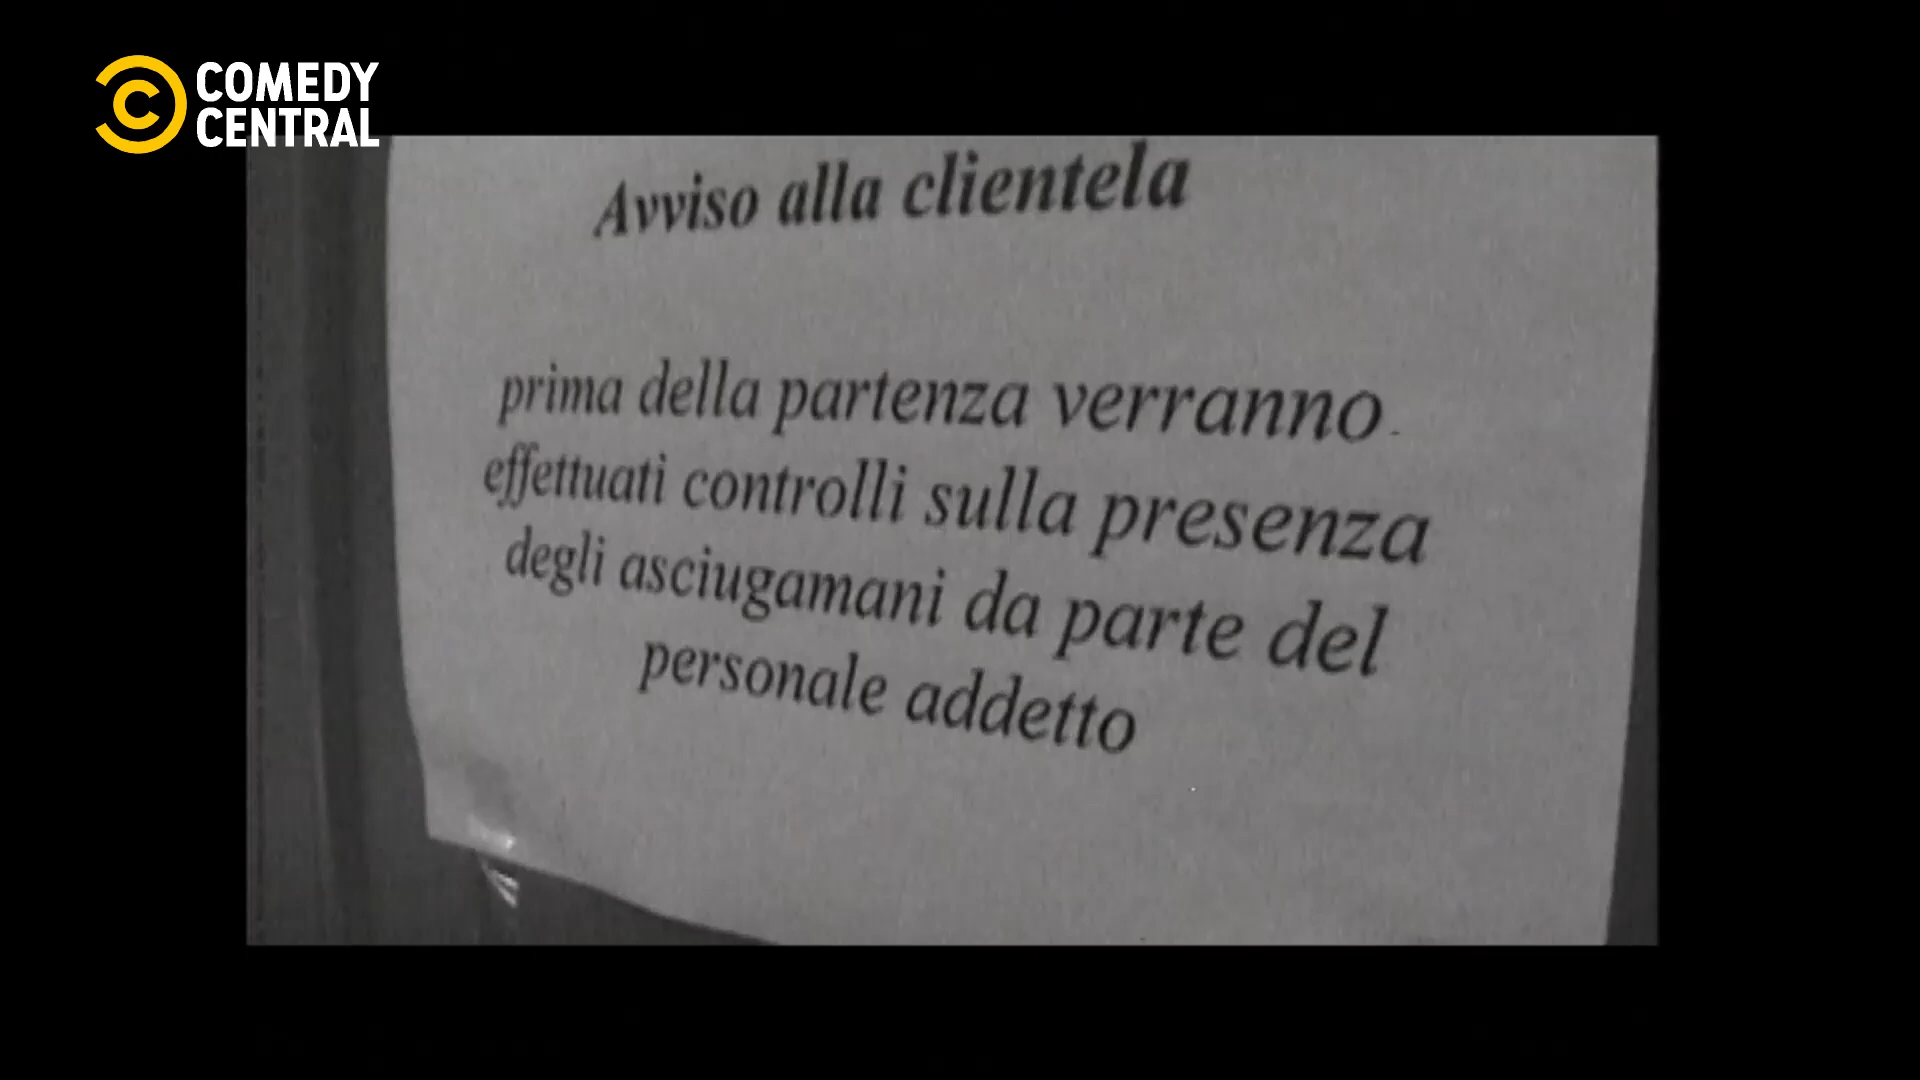 COMEDY
CENTRAL
Avviso alla clientela
prima della partenza verranno
effettuati controlli sulla presenza
degli asciugamani da parte del
personale addetto